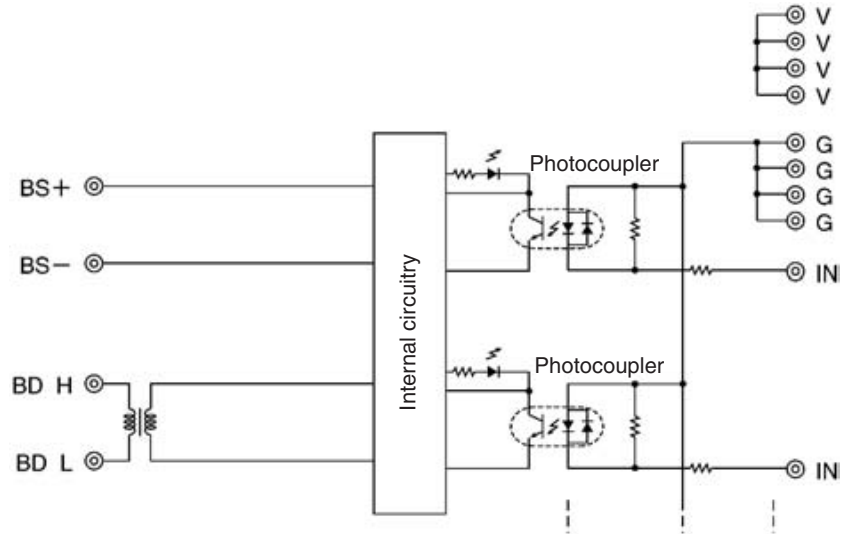 V
V
V
V
G
G
G
G
Photocoupler
BS+
BS−
IN
Internal circuitry
Photocoupler
BD H
BD L
IN